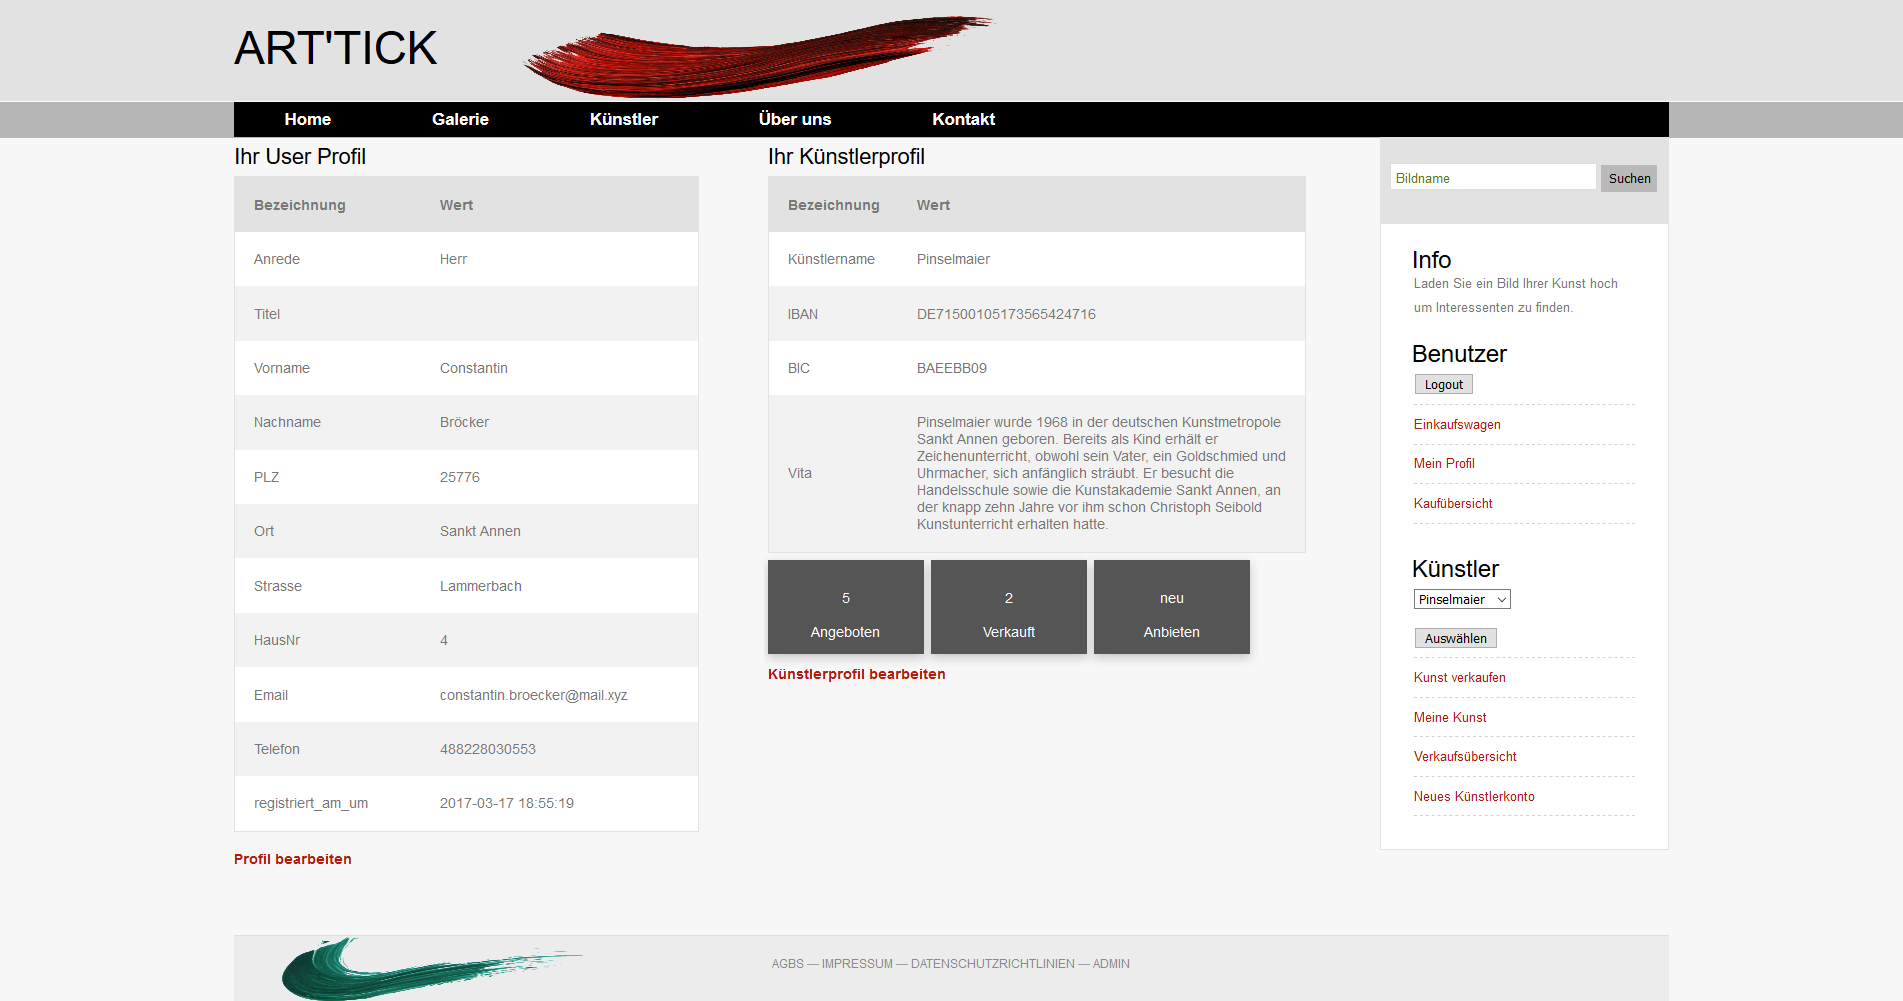 ART'TICK
Home Galerie Künstler Über uns Kontakt
Ihr User Profil
Bezeichnung Wert
Anrede Herr
Titel
Vorname Constantin
Nachname Bröcker
PLZ 25776
Ort Sankt Annen
Strasse Lammerbach
HausNr 4
Email constantin.broecker@mail.xyz
Telefon 488228030553
registriert_am_um 2017-03-17 18:55:19
Profil bearbeiten
Ihr Künstlerprofil
Bezeichnung Wert
Künstlername Pinselmaier
IBAN DE71500105173565424716
BIC BAEEBB09
Vita
Pinselmaier wurde 1968 in der deutschen Kunstmetropole
Sankt Annen geboren. Bereits als Kind erhält er
Zeichenunterricht, obwohl sein Vater, ein Goldschmied und
Uhrmacher, sich anfänglich sträubt. Er besucht die
Handelsschule sowie die Kunstakademie Sankt Annen, an
der knapp zehn Jahre vor ihm schon Christoph Seibold
Kunstunterricht erhalten hatte.
5 2 neu
Angeboten Verkauft Anbieten
Künstlerprofil bearbeiten
Bildname Suchen
Info
Laden Sie ein Bild Ihrer Kunst hoch
um Interessenten zu finden.
Benutzer
Logout
Einkaufswagen
Mein Profil
Kaufübersicht
Künstler
Pinselmaier
Auswählen
Kunst verkaufen
Meine Kunst
Verkaufsübersicht
Neues Künstlerkonto
AGBS — IMPRESSUM — DATENSCHUTZRICHTLINIEN — ADMIN